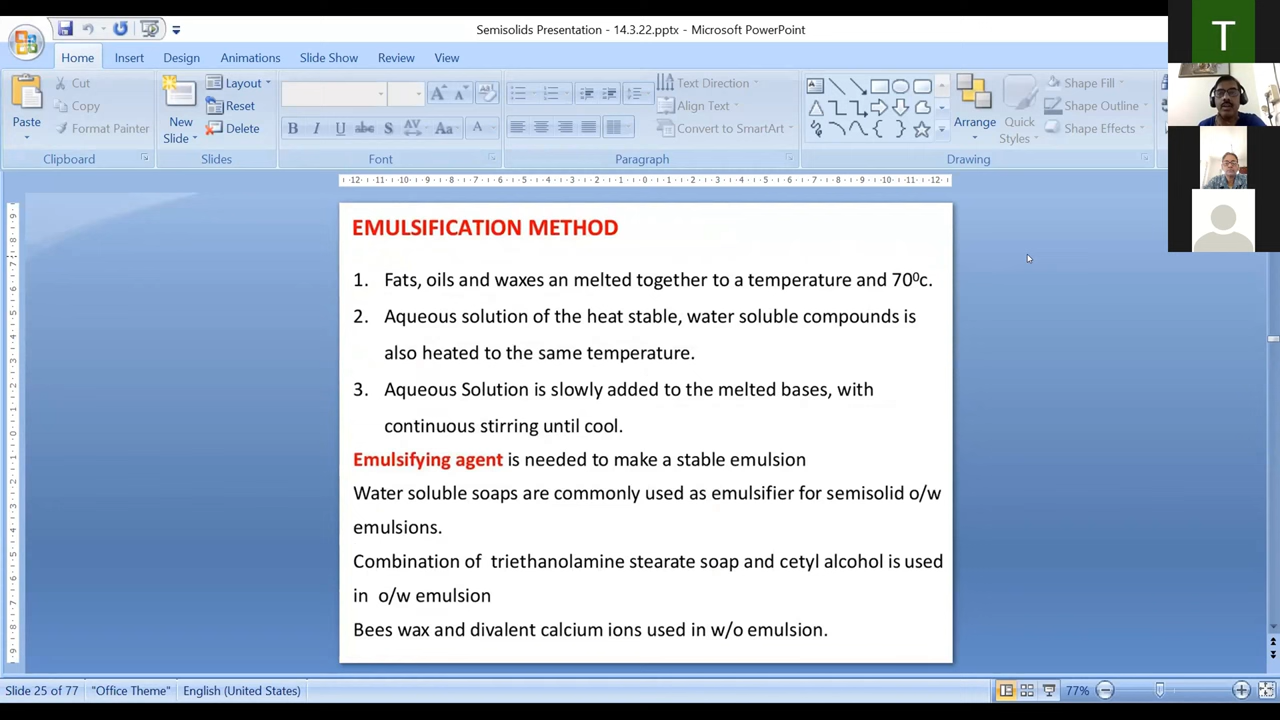 Semisolids Presentation - 14.3.22.pptx - Microsoft PowerPoint
Home Insert Design Animations Slide Show Review View
Paste
Cut
Copy
Format Painter
Clipboard
New Slide
Layout
Reset
Delete
Slides
B I U abc S AV Aa A
Font
Text Direction
Align Text
Convert to SmartArt
Paragraph
Arrange
Quick Styles
Shape Fill
Shape Outline
Shape Effects
Drawing
T
EMULSIFICATION METHOD
1. Fats, oils and waxes an melted together to a temperature and 70⁰c.
2. Aqueous solution of the heat stable, water soluble compounds is
also heated to the same temperature.
3. Aqueous Solution is slowly added to the melted bases, with
continuous stirring until cool.
Emulsifying agent is needed to make a stable emulsion
Water soluble soaps are commonly used as emulsifier for semisolid o/w
emulsions.
Combination of triethanolamine stearate soap and cetyl alcohol is used
in o/w emulsion
Bees wax and divalent calcium ions used in w/o emulsion.
Slide 25 of 77 "Office Theme" English (United States) 77%